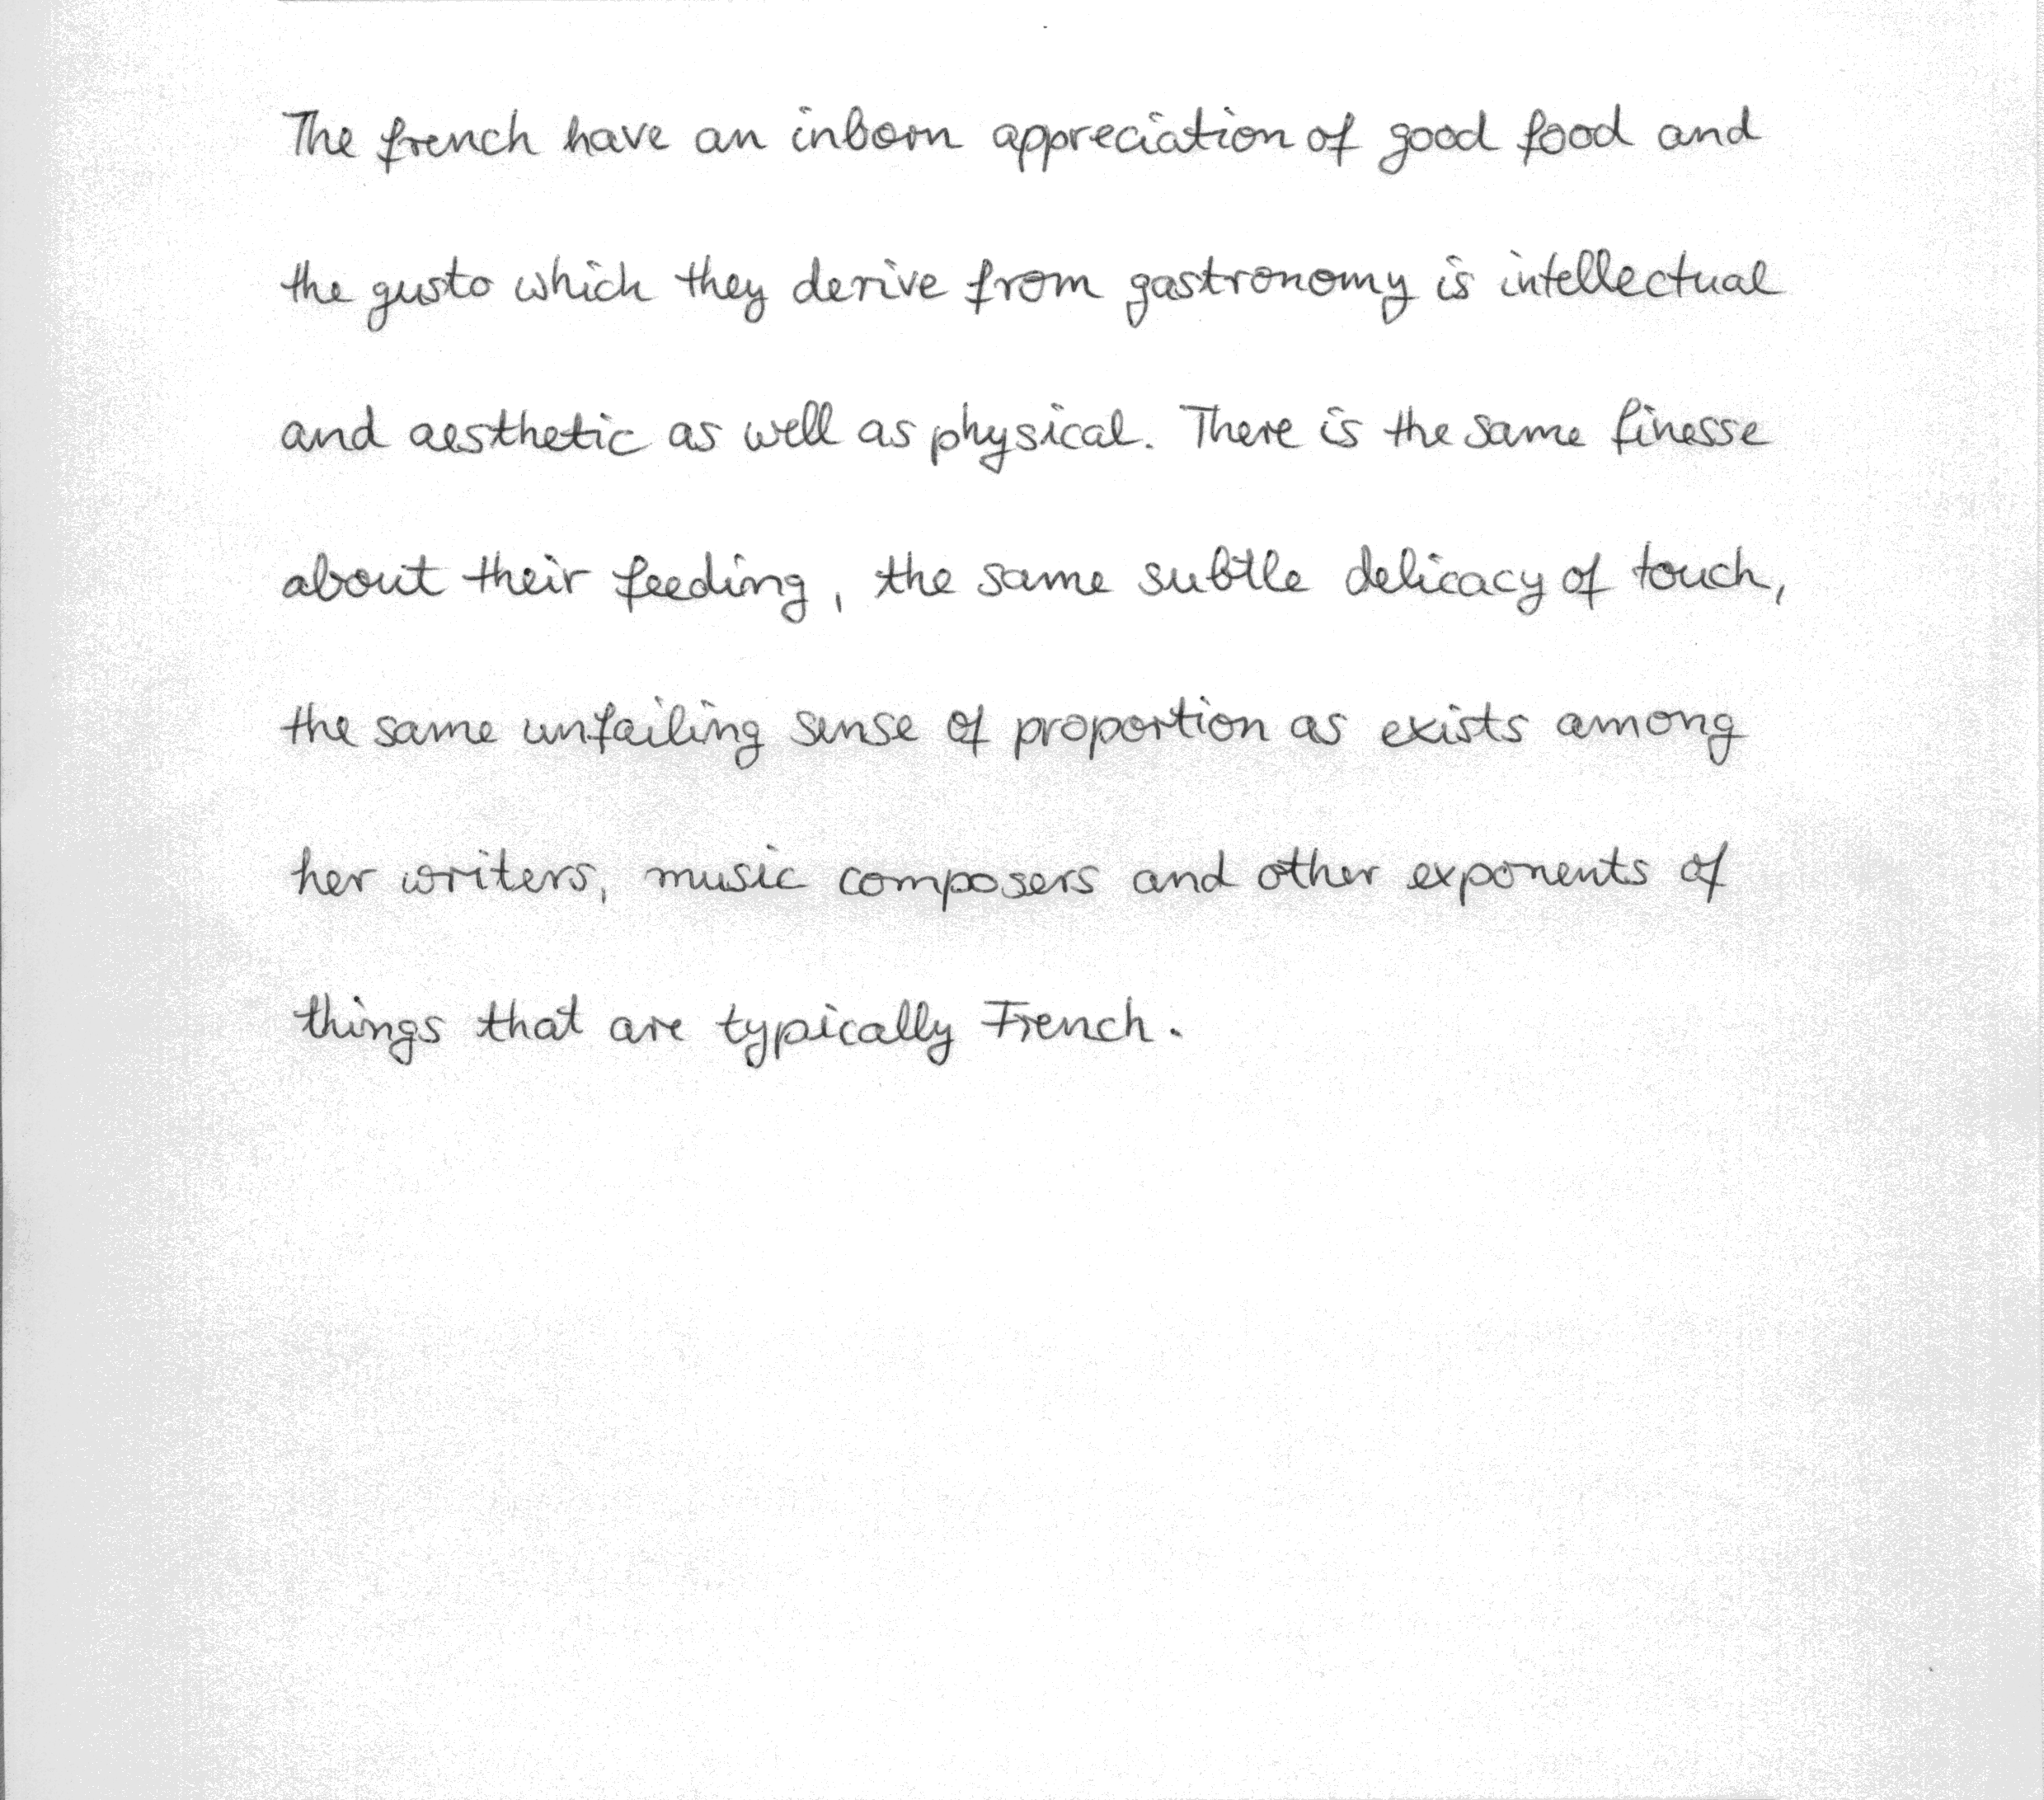 The french have an inborn appreciation of good food and
the gusto which they derive from gastronomy is intellectual
and aesthetic as well as physical. There is the same finesse
about their feeding, the same subtle delicacy of touch,
the same unfailing sense of proportion as exists among
her writers, music composers and other exponents of
things that are typically French.